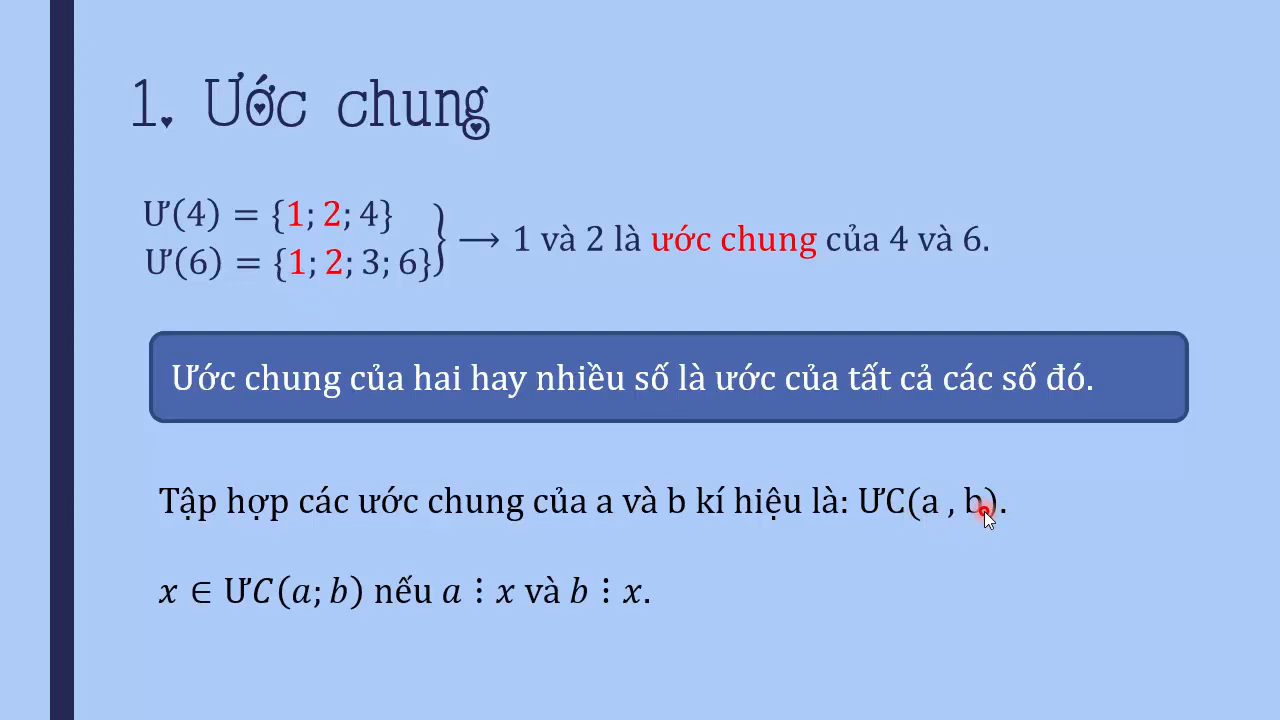 1. Ước chung
Ư(4) = {1; 2; 4}
Ư(6) = {1; 2; 3; 6}
⟶ 1 và 2 là ước chung của 4 và 6.
Ước chung của hai hay nhiều số là ước của tất cả các số đó.
Tập hợp các ước chung của a và b kí hiệu là: ƯC(a , b).
x ∈ ƯC(a; b) nếu a ⋮ x và b ⋮ x.